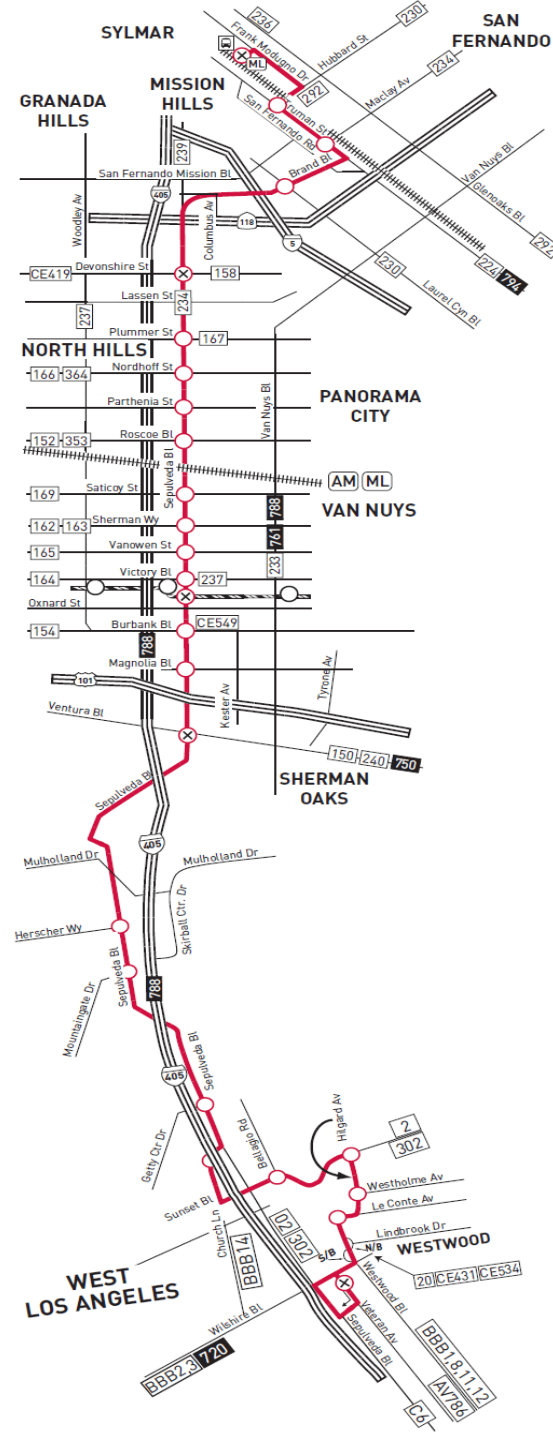 236
230
SAN
FERNANDO
SYLMAR
Frank Modugno Dr
Hubbard St
ML
292
Maclay Av
234
MISSION
HILLS
GRANADA
HILLS
Truman St
San Fernando Rd
239
Brand Bl
Van Nuys Bl
Glenoaks Bl
San Fernando Mission Bl
405
Woodley Av
Columbus Av
118
5
292
CE419
Devonshire St
158
230
224
794
Laurel Cyn Bl
Lassen St
234
237
Plummer St
167
NORTH HILLS
166
364
Nordhoff St
Parthenia St
PANORAMA
CITY
Van Nuys Bl
152
353
Roscoe Bl
Sepulveda Bl
AM
ML
169
Saticoy St
VAN NUYS
788
162
163
Sherman Wy
761
165
Vanowen St
233
164
Victory Bl
237
Oxnard St
154
Burbank Bl
CE549
788
Magnolia Bl
101
Kester Av
Tyrone Av
Ventura Bl
150
240
750
SHERMAN
OAKS
Sepulveda Bl
405
Mulholland Dr
Mulholland Dr
Skirball Ctr. Dr
Herscher Wy
Sepulveda Bl
Mountaingate Dr
788
Sepulveda Bl
405
Getty Ctr Dr
Bellagio Rd
Hilgard Av
2
302
Westholme Av
Sunset Bl
Le Conte Av
Church Ln
02
302
Lindbrook Dr
S/B
N/B
WESTWOOD
BBB14
20
CE431
CE534
WEST
LOS ANGELES
Westwood Bl
Wilshire Bl
Veteran Av
Sepulveda Bl
BBB2,3
720
BBB1,8,11,12
AV786
C6